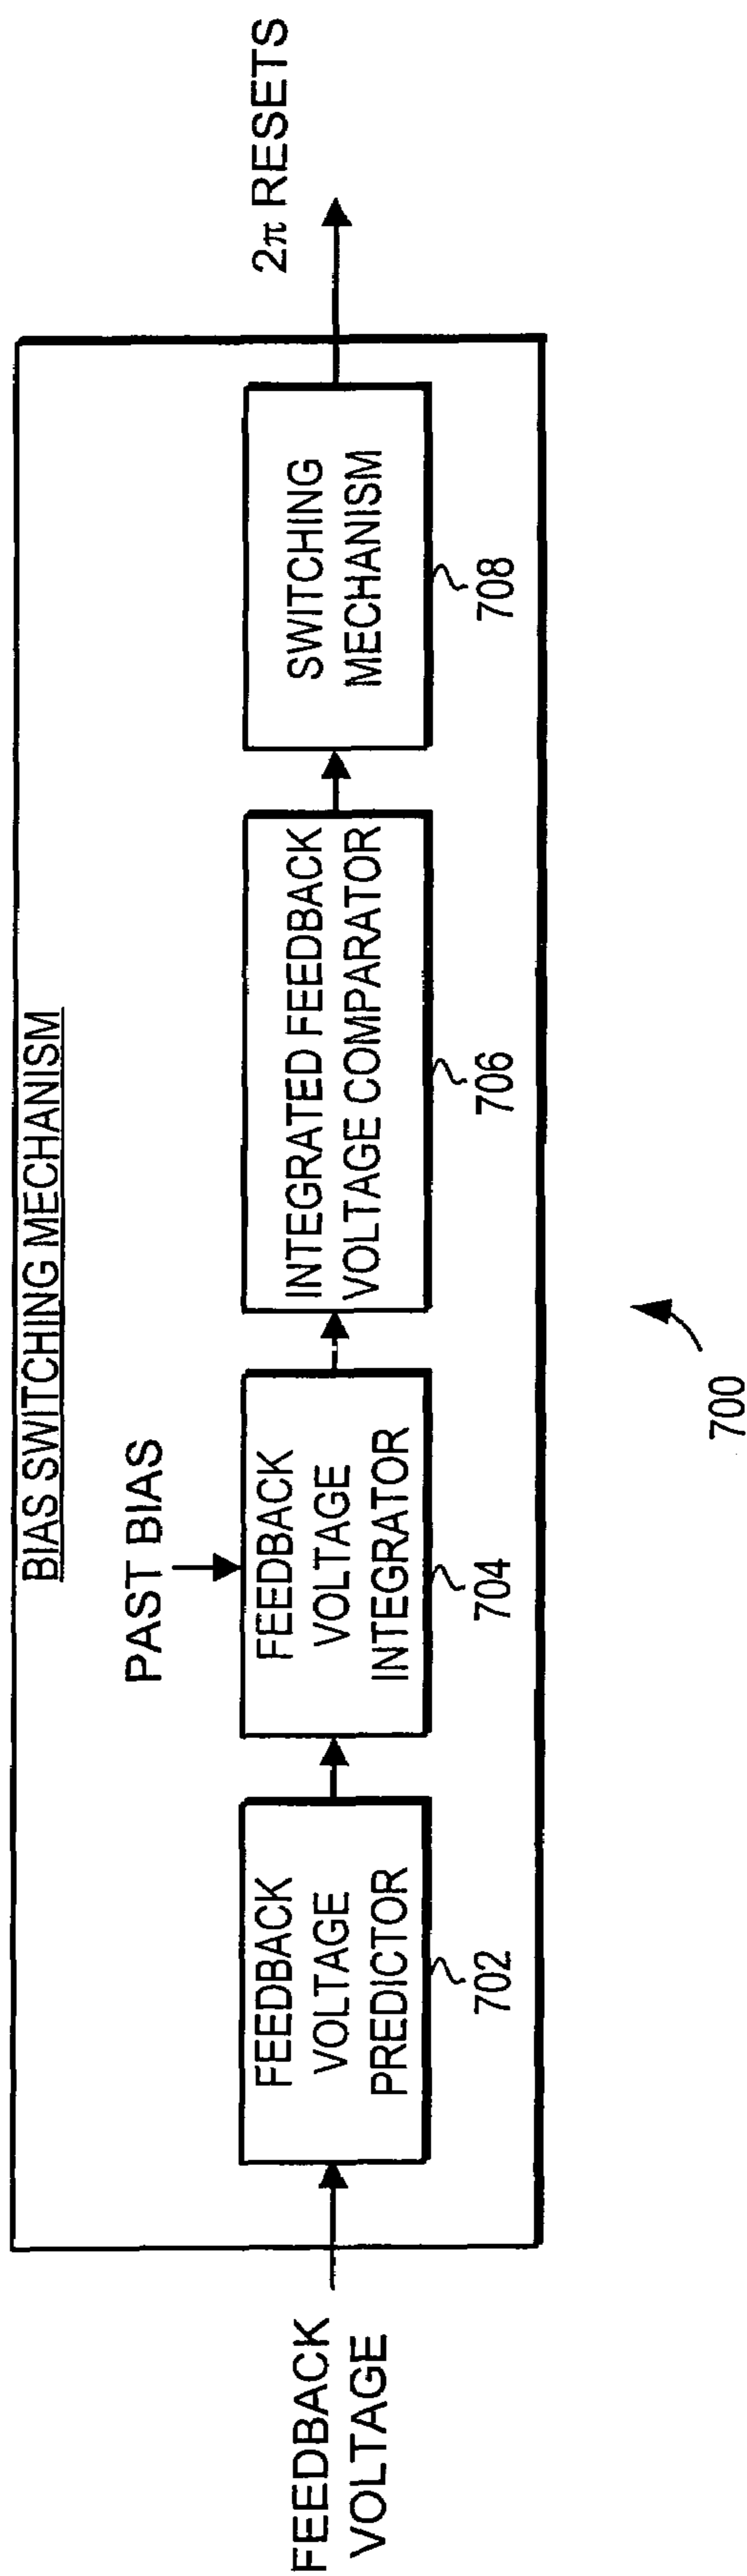 BIAS SWITCHING MECHANISM
PAST BIAS
FEEDBACK
VOLTAGE
FEEDBACK
VOLTAGE
PREDICTOR
702
FEEDBACK
VOLTAGE
INTEGRATOR
704
INTEGRATED FEEDBACK
VOLTAGE COMPARATOR
706
SWITCHING
MECHANISM
708
2π RESETS
700